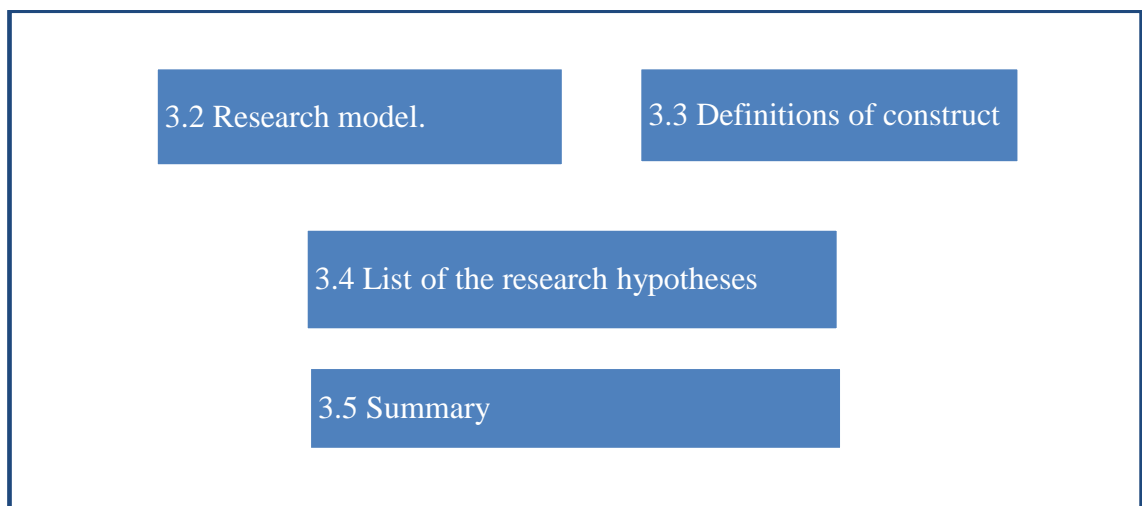 3.2 Research model.
3.3 Definitions of construct
3.4 List of the research hypotheses
3.5 Summary